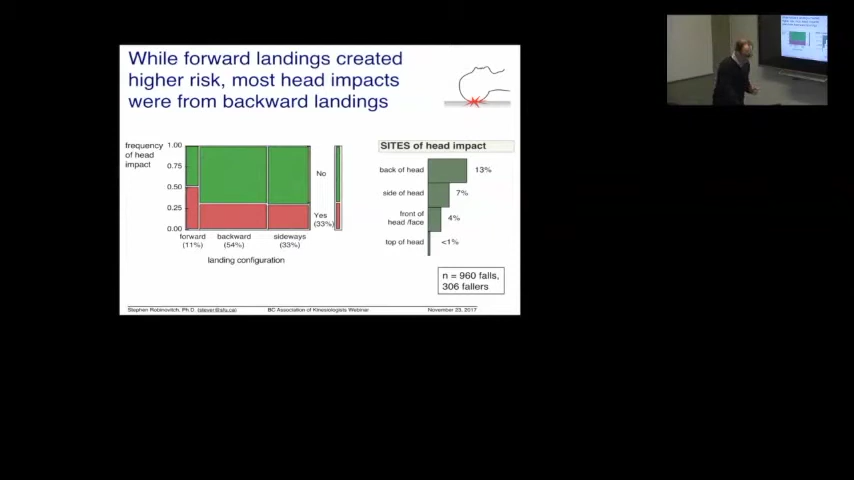 While forward landings created
higher risk, most head impacts
were from backward landings
frequency
of head
impact
1.00
0.75
0.50
0.25
0.00
No
Yes
(33%)
forward
(11%)
backward
(54%)
sideways
(33%)
landing configuration
SITES of head impact
back of head
13%
side of head
7%
front of
head /face
4%
top of head
<1%
n = 960 falls,
306 fallers
Stephen Robinovitch, Ph.D. (stever@sfu.ca)
BC Association of Kinesiologists Webinar
November 23, 2017